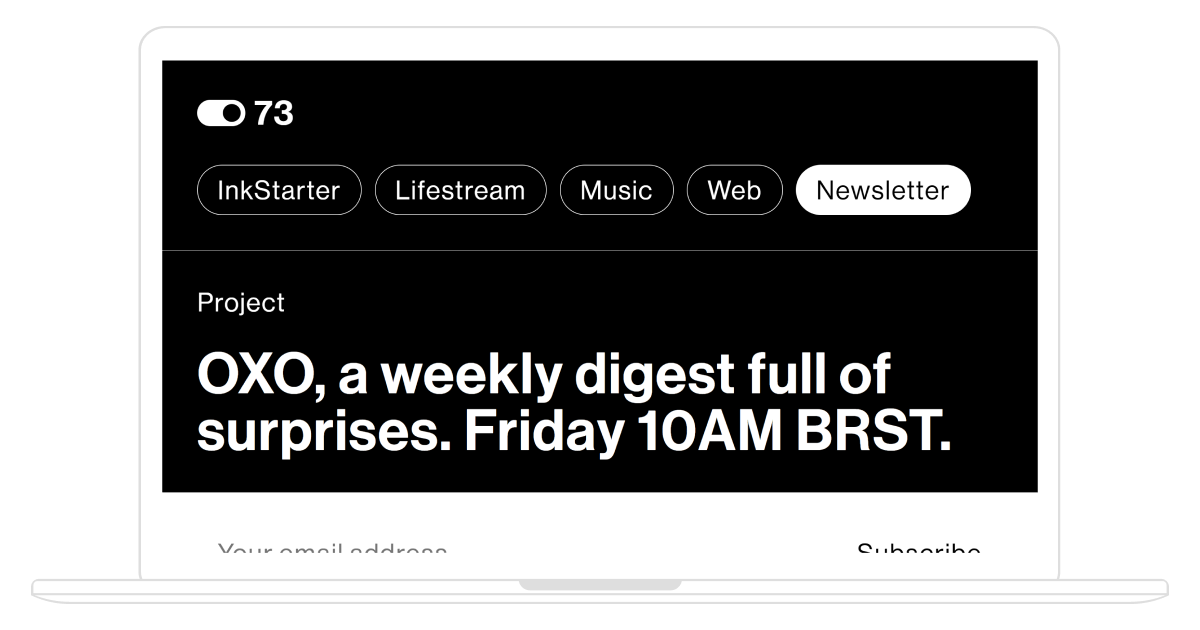 73
InkStarter Lifestream Music Web Newsletter
Project
OXO, a weekly digest full of
surprises. Friday 10AM BRST.
Your email address Subscribe